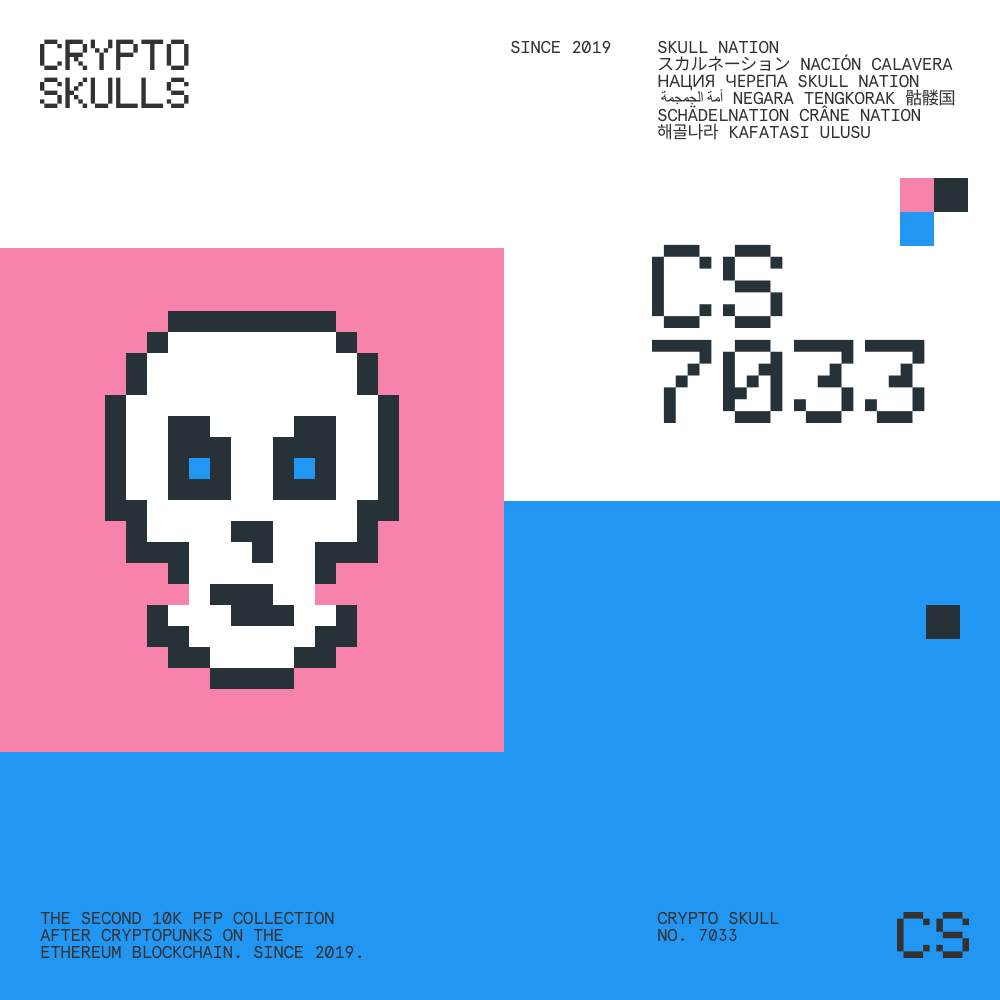 CRYPTO
SKULLS
SINCE 2019
SKULL NATION
スカルネーション NACIÓN CALAVERA
НАЦИЯ ЧЕРЕПА SKULL NATION
أمة الجمجمة NEGARA TENGKORAK 骷髅国
SCHÄDELNATION CRÂNE NATION
해골나라 KAFATASI ULUSU
CS
7033
THE SECOND 10K PFP COLLECTION
AFTER CRYPTOPUNKS ON THE
ETHEREUM BLOCKCHAIN. SINCE 2019.
CRYPTO SKULL
NO. 7033
CS